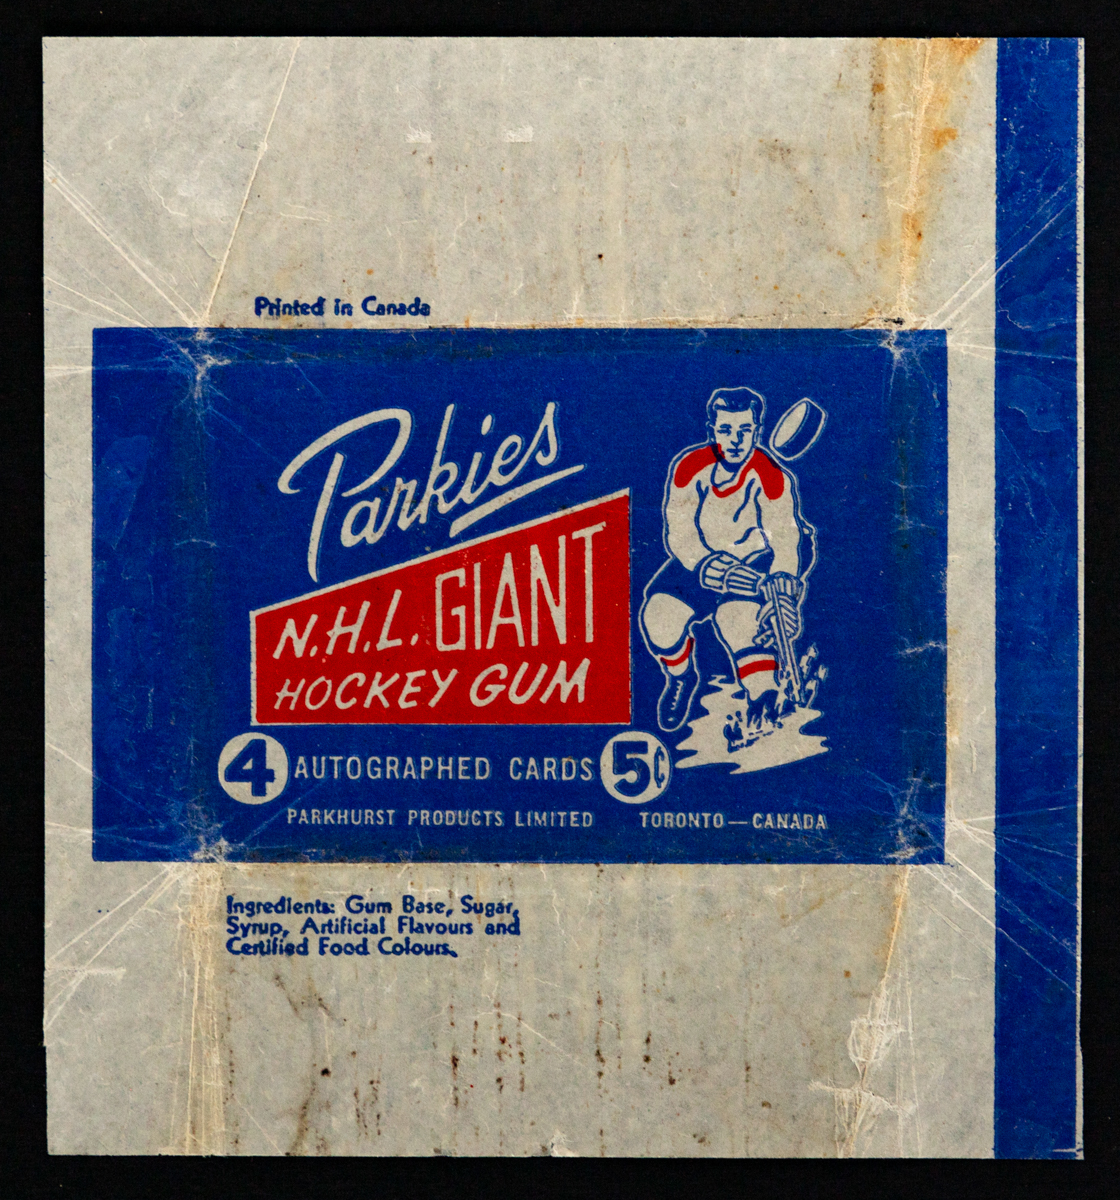 Printed in Canada
Parkies
N.H.L. GIANT
HOCKEY GUM
4 AUTOGRAPHED CARDS 5¢
PARKHURST PRODUCTS LIMITED TORONTO—CANADA
Ingredients: Gum Base, Sugar,
Syrup, Artificial Flavours and
Certified Food Colours.